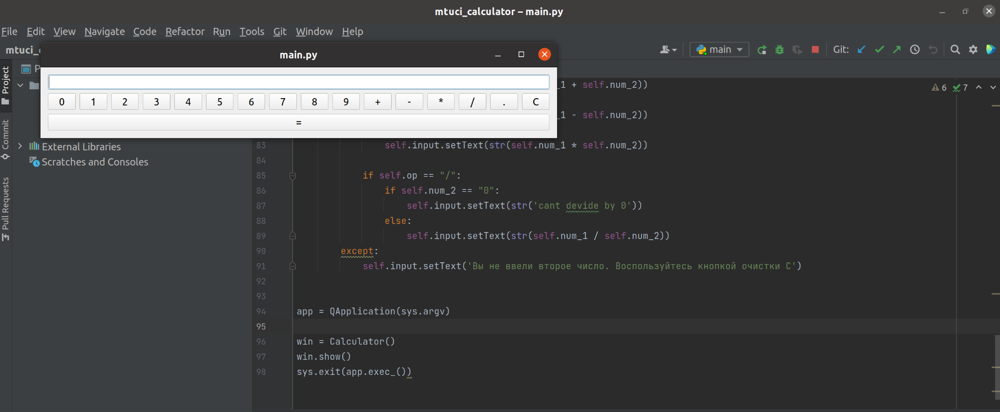 mtuci_calculator – main.py
File Edit View Navigate Code Refactor Run Tools Git Window Help
main Git:
main.py
0 1 2 3 4 5 6 7 8 9 + - * / . C
=
Project
Commit
Pull Requests
External Libraries
Scratches and Consoles
6 7
_1 + self.num_2))
_1 - self.num_2))
83 self.input.setText(str(self.num_1 * self.num_2))
84
85 if self.op == "/":
86 if self.num_2 == "0":
87 self.input.setText(str('cant devide by 0'))
88 else:
89 self.input.setText(str(self.num_1 / self.num_2))
90 except:
91 self.input.setText('Вы не ввели второе число. Воспользуйтесь кнопкой очистки С')
92
93
94 app = QApplication(sys.argv)
95
96 win = Calculator()
97 win.show()
98 sys.exit(app.exec_())